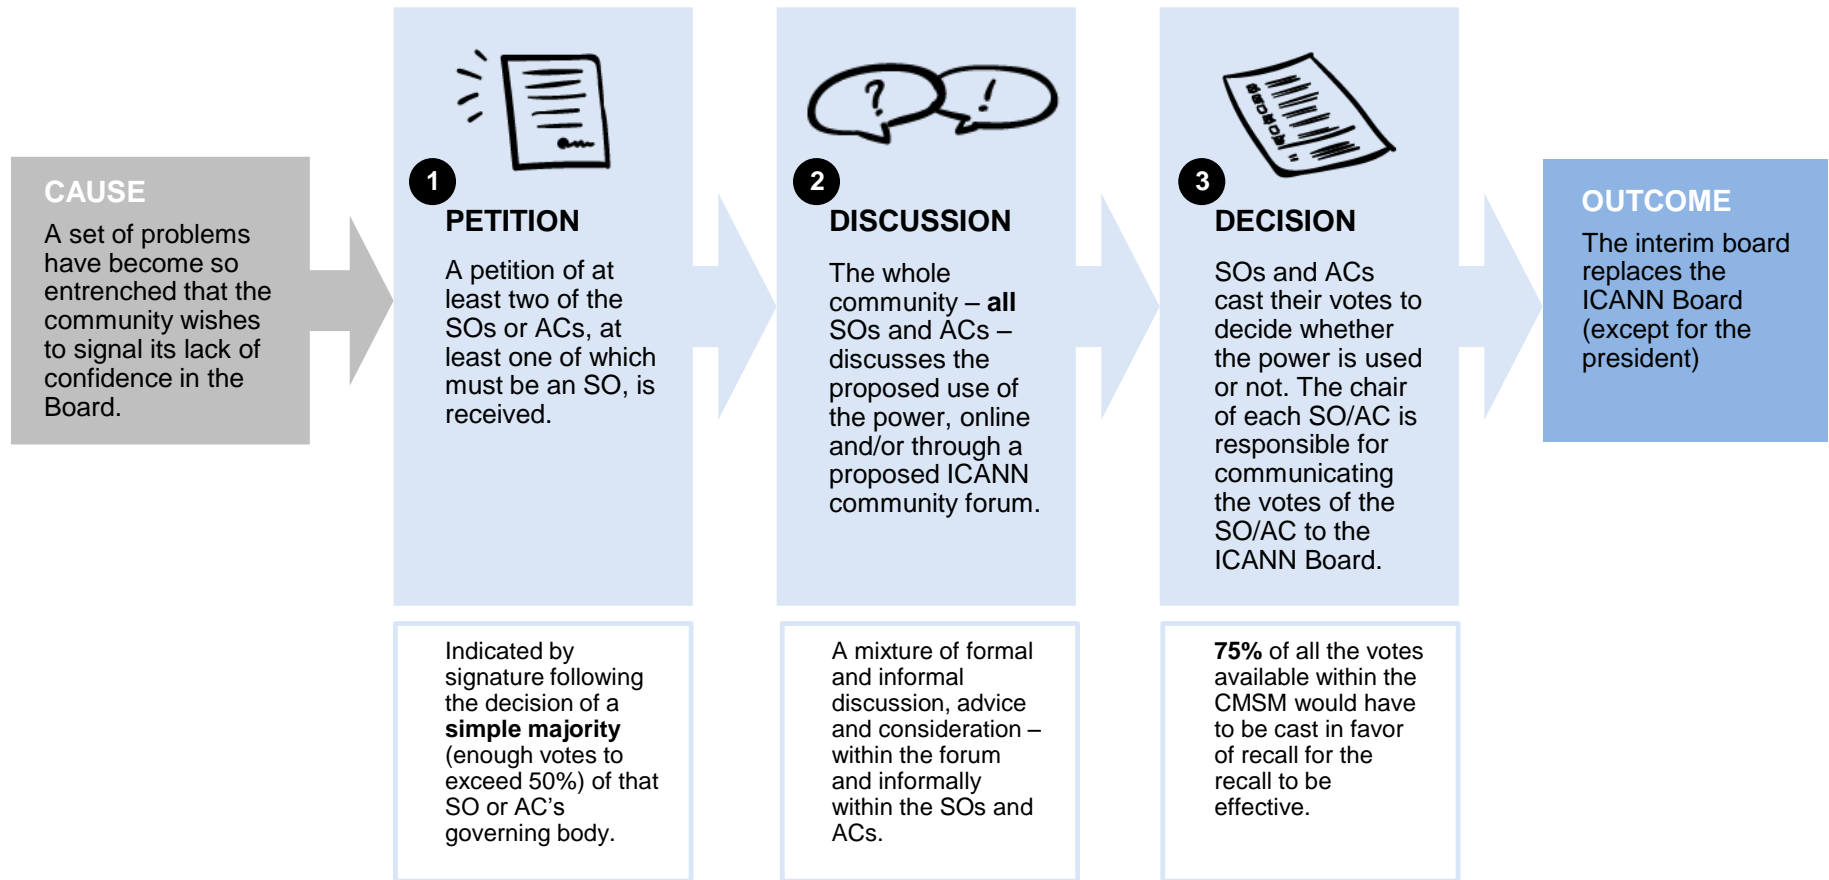 CAUSE
A set of problems
have become so
entrenched that the
community wishes
to signal its lack of
confidence in the
Board.
1
PETITION
A petition of at
least two of the
SOs or ACs, at
least one of which
must be an SO, is
received.
Indicated by
signature following
the decision of a
simple majority
(enough votes to
exceed 50%) of that
SO or AC’s
governing body.
?
!
2
DISCUSSION
The whole
community – all
SOs and ACs –
discusses the
proposed use of
the power, online
and/or through a
proposed ICANN
community forum.
A mixture of formal
and informal
discussion, advice
and consideration –
within the forum
and informally
within the SOs and
ACs.
3
DECISION
SOs and ACs
cast their votes to
decide whether
the power is used
or not. The chair
of each SO/AC is
responsible for
communicating
the votes of the
SO/AC to the
ICANN Board.
75% of all the votes
available within the
CMSM would have
to be cast in favor
of recall for the
recall to be
effective.
OUTCOME
The interim board
replaces the
ICANN Board
(except for the
president)